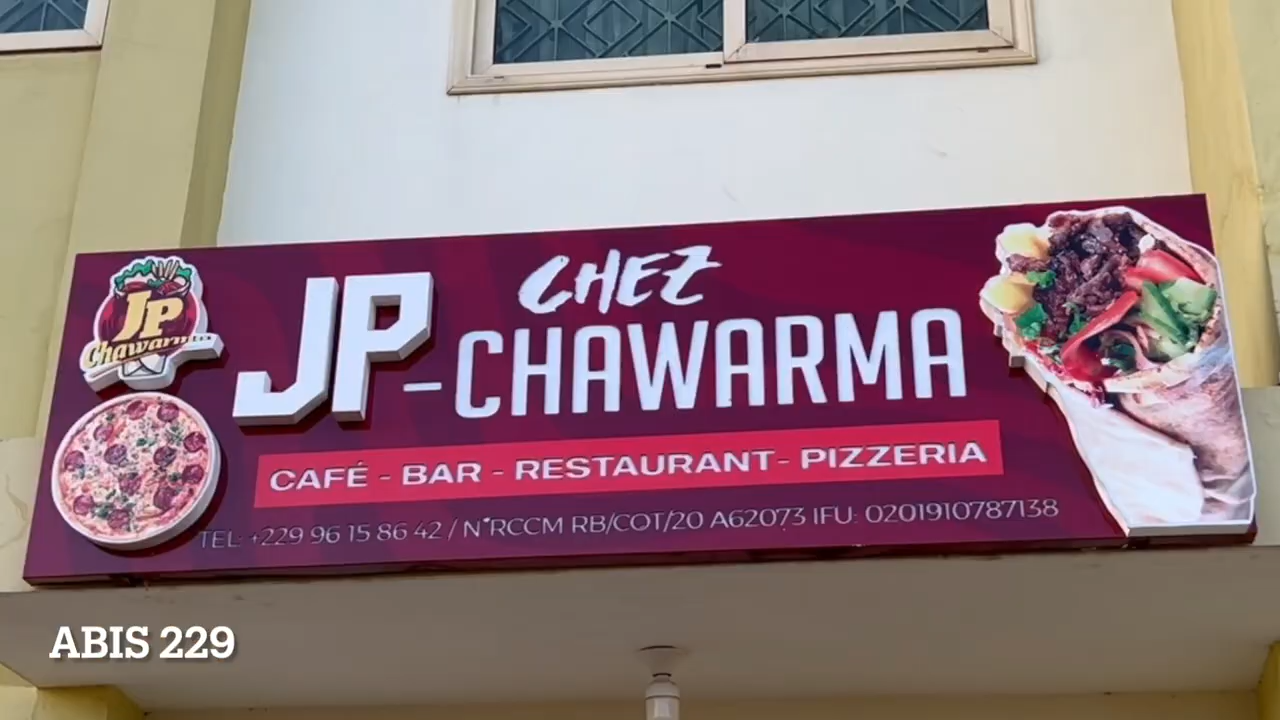 CHEZ
JP-CHAWARMA
JP
Chawarma
CAFÉ - BAR - RESTAURANT - PIZZERIA
TEL: +229 96 15 86 42 / N°RCCM RB/COT/20 A62073 IFU: 0201910787138
ABIS 229